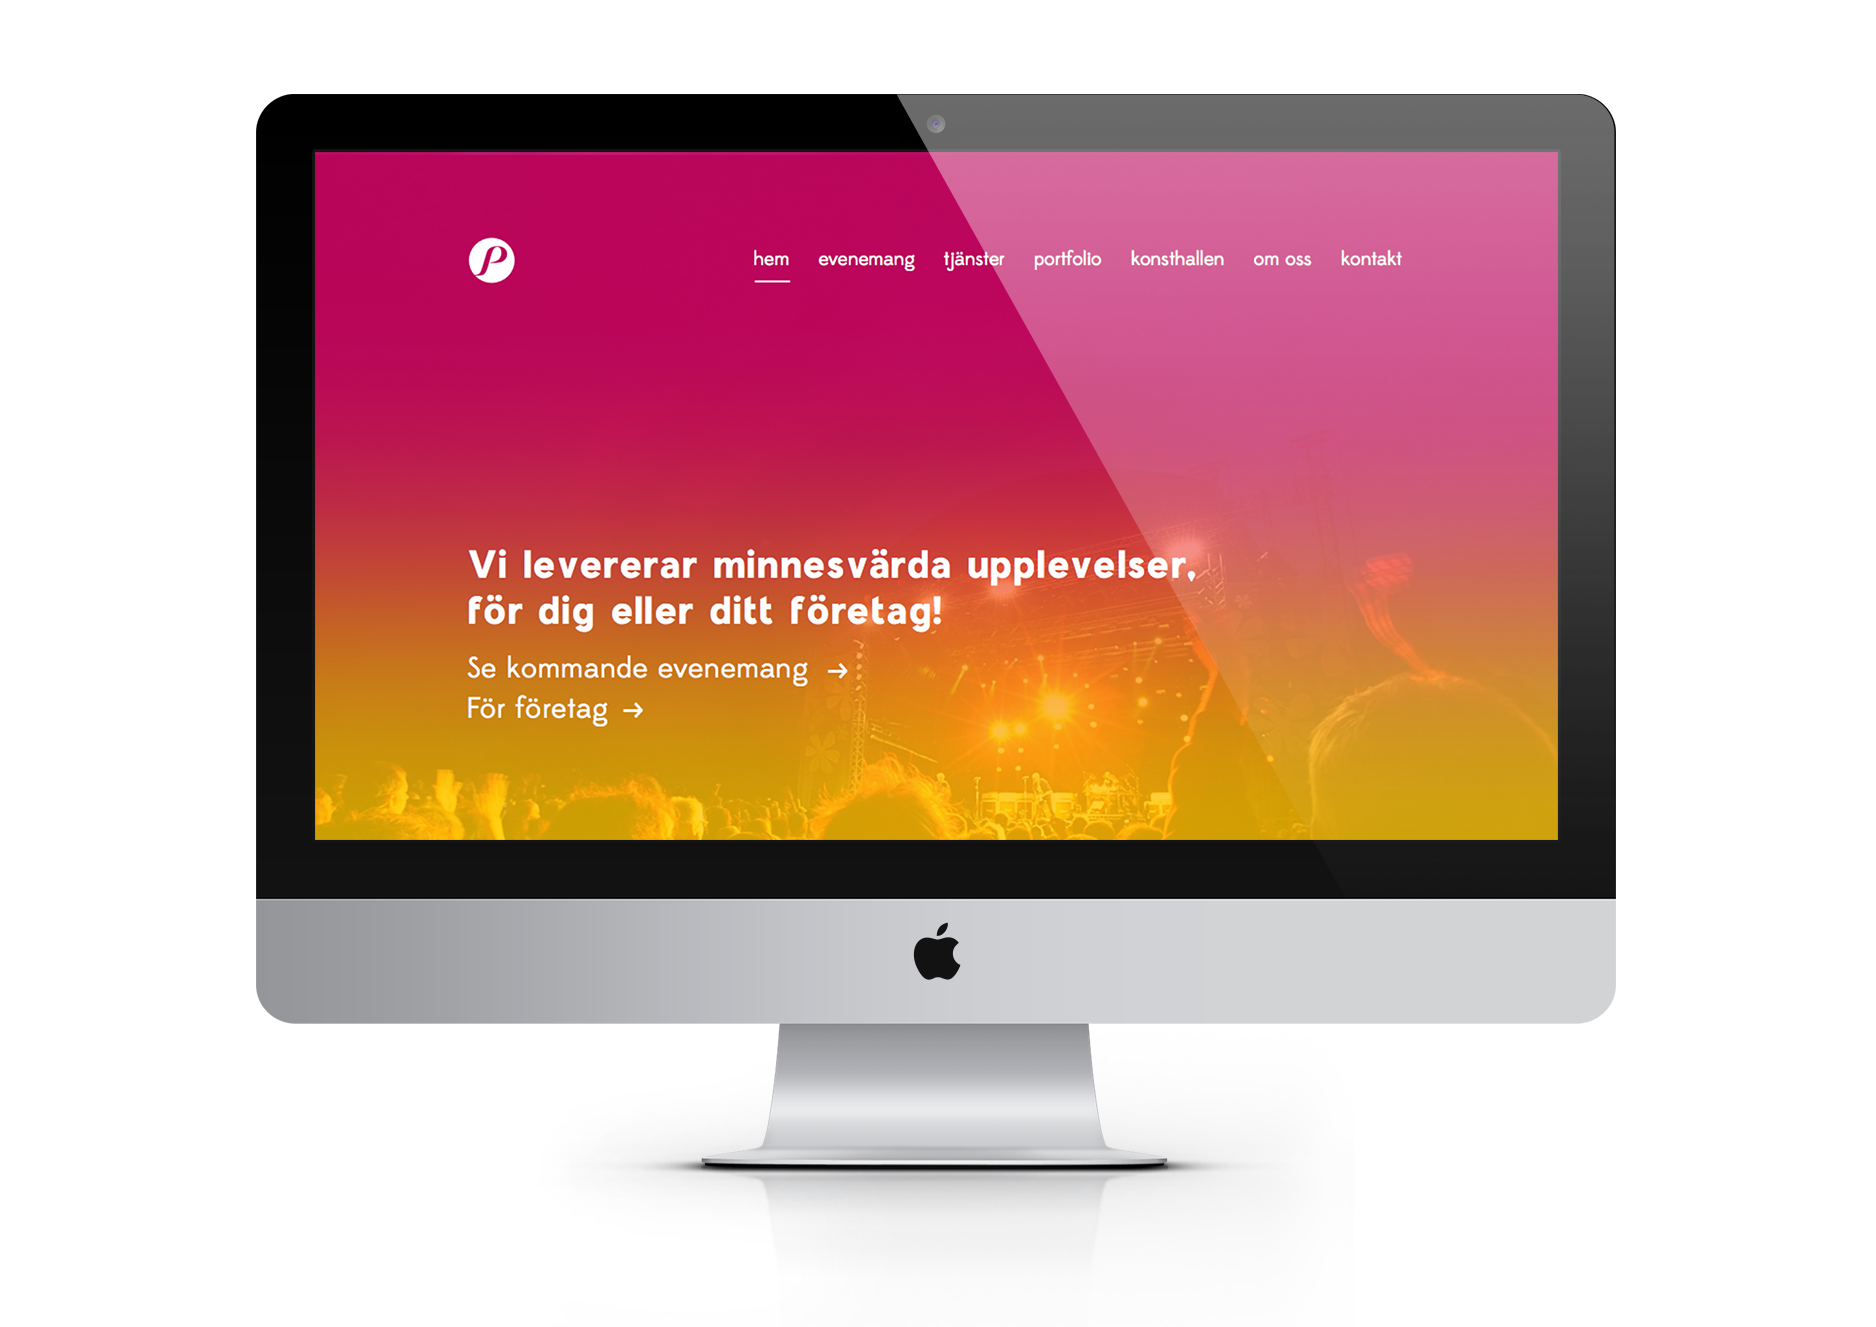 P
hem evenemang tjänster portfolio konsthallen om oss kontakt
Vi levererar minnesvärda upplevelser,
för dig eller ditt företag!
Se kommande evenemang →
För företag →